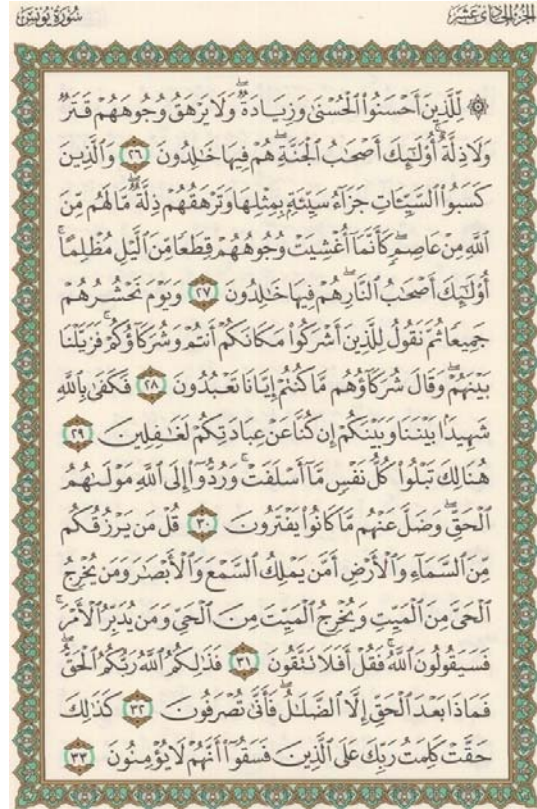 الجزء الحادي عشر
سورة يونس
۞ لِّلَّذِينَ أَحْسَنُوا۟ ٱلْحُسْنَىٰ وَزِيَادَةٌ ۖ وَلَا يَرْهَقُ وُجُوهَهُمْ قَتَرٌ
وَلَا ذِلَّةٌ ۚ أُو۟لَـٰٓئِكَ أَصْحَـٰبُ ٱلْجَنَّةِ ۖ هُمْ فِيهَا خَـٰلِدُونَ ٢٦ وَٱلَّذِينَ
كَسَبُوا۟ ٱلسَّيِّـَٔاتِ جَزَآءُ سَيِّئَةٍۭ بِمِثْلِهَا وَتَرْهَقُهُمْ ذِلَّةٌ ۖ مَّا لَهُم مِّنَ
ٱللَّهِ مِنْ عَاصِمٍ ۖ كَأَنَّمَآ أُغْشِيَتْ وُجُوهُهُمْ قِطَعًا مِّنَ ٱلَّيْلِ مُظْلِمًا ۚ
أُو۟لَـٰٓئِكَ أَصْحَـٰبُ ٱلنَّارِ ۖ هُمْ فِيهَا خَـٰلِدُونَ ٢٧ وَيَوْمَ نَحْشُرُهُمْ
جَمِيعًا ثُمَّ نَقُولُ لِلَّذِينَ أَشْرَكُوا۟ مَكَانَكُمْ أَنتُمْ وَشُرَكَآؤُكُمْ ۚ فَزَيَّلْنَا
بَيْنَهُمْ ۖ وَقَالَ شُرَكَآؤُهُم مَّا كُنتُمْ إِيَّانَا تَعْبُدُونَ ٢٨ فَكَفَىٰ بِٱللَّهِ
شَهِيدًۢا بَيْنَنَا وَبَيْنَكُمْ إِن كُنَّا عَنْ عِبَادَتِكُمْ لَغَـٰفِلِينَ ٢٩
هُنَالِكَ تَبْلُوا۟ كُلُّ نَفْسٍ مَّآ أَسْلَفَتْ ۚ وَرُدُّوٓا۟ إِلَى ٱللَّهِ مَوْلَىٰهُمُ
ٱلْحَقِّ ۖ وَضَلَّ عَنْهُم مَّا كَانُوا۟ يَفْتَرُونَ ٣٠ قُلْ مَن يَرْزُقُكُم
مِّنَ ٱلسَّمَآءِ وَٱلْأَرْضِ أَمَّن يَمْلِكُ ٱلسَّمْعَ وَٱلْأَبْصَـٰرَ وَمَن يُخْرِجُ
ٱلْحَىَّ مِنَ ٱلْمَيِّتِ وَيُخْرِجُ ٱلْمَيِّتَ مِنَ ٱلْحَىِّ وَمَن يُدَبِّرُ ٱلْأَمْرَ ۚ
فَسَيَقُولُونَ ٱللَّهُ ۚ فَقُلْ أَفَلَا تَتَّقُونَ ٣١ فَذَٰلِكُمُ ٱللَّهُ رَبُّكُمُ ٱلْحَقُّ ۖ
فَمَاذَا بَعْدَ ٱلْحَقِّ إِلَّا ٱلضَّلَـٰلُ ۖ فَأَنَّىٰ تُصْرَفُونَ ٣٢ كَذَٰلِكَ
حَقَّتْ كَلِمَتُ رَبِّكَ عَلَى ٱلَّذِينَ فَسَقُوٓا۟ أَنَّهُمْ لَا يُؤْمِنُونَ ٣٣